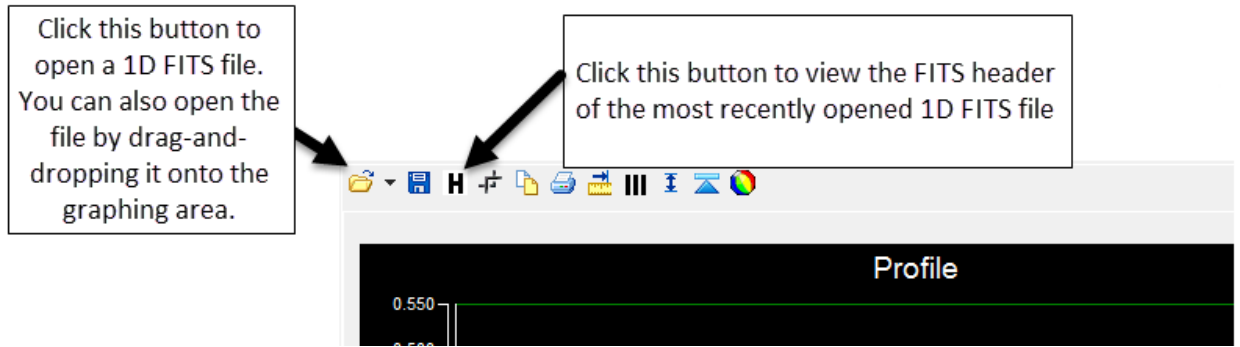 Click this button to
open a 1D FITS file.
You can also open the
file by drag-and-
dropping it onto the
graphing area.
Click this button to view the FITS header
of the most recently opened 1D FITS file
H
Profile
0.550